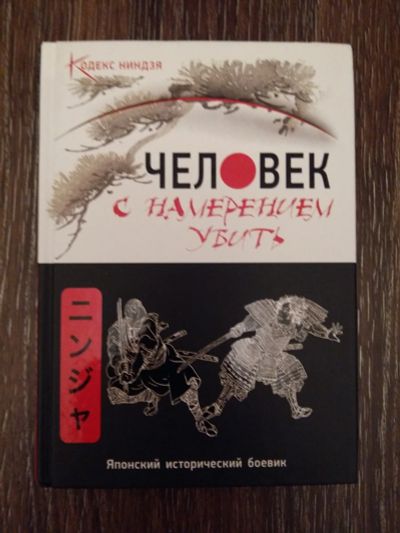 Кодекс ниндзя
ЧЕЛОВЕК
С НАМЕРЕНИЕМ
УБИТЬ
ニンジャ
Японский исторический боевик